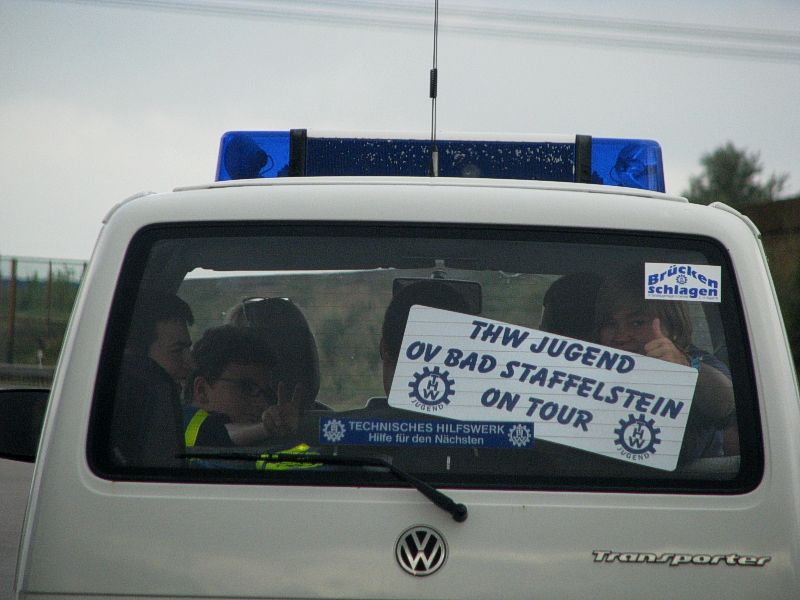 Brücken
schlagen
THW JUGEND
OV BAD STAFFELSTEIN
ON TOUR
THW
JUGEND
THW
JUGEND
TECHNISCHES HILFSWERK
Hilfe für den Nächsten
VW
Transporter